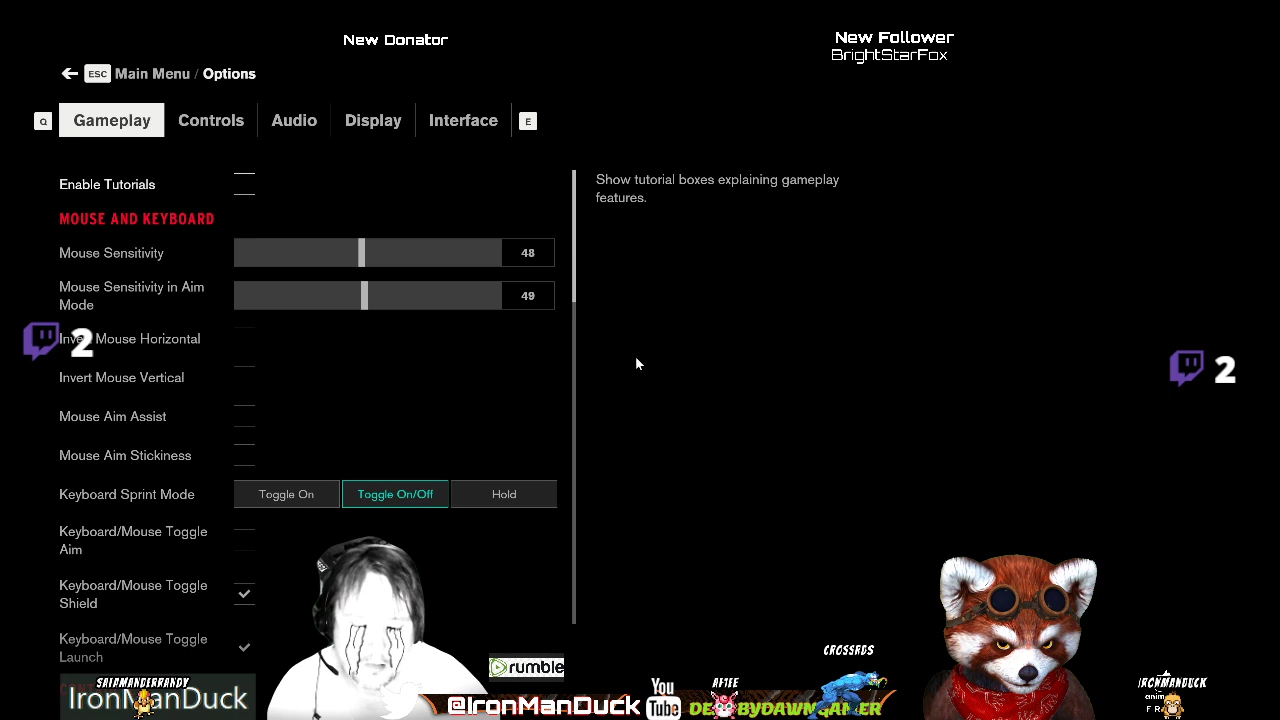 New Donator
New Follower
BrightStarFox
ESC Main Menu / Options
Q Gameplay Controls Audio Display Interface E
Enable Tutorials
Show tutorial boxes explaining gameplay
features.
MOUSE AND KEYBOARD
Mouse Sensitivity 48
Mouse Sensitivity in Aim
Mode 49
2
Invert Mouse Horizontal
2
Invert Mouse Vertical
Mouse Aim Assist
Mouse Aim Stickiness
Keyboard Sprint Mode Toggle On Toggle On/Off Hold
Keyboard/Mouse Toggle
Aim
Keyboard/Mouse Toggle
Shield
Keyboard/Mouse Toggle
Launch
CROSSRDS
rumble
SALAMANDERRANDY
AFTEE
IRONMANDUCK
IronManDuck
@IronManDuck
You
Tube